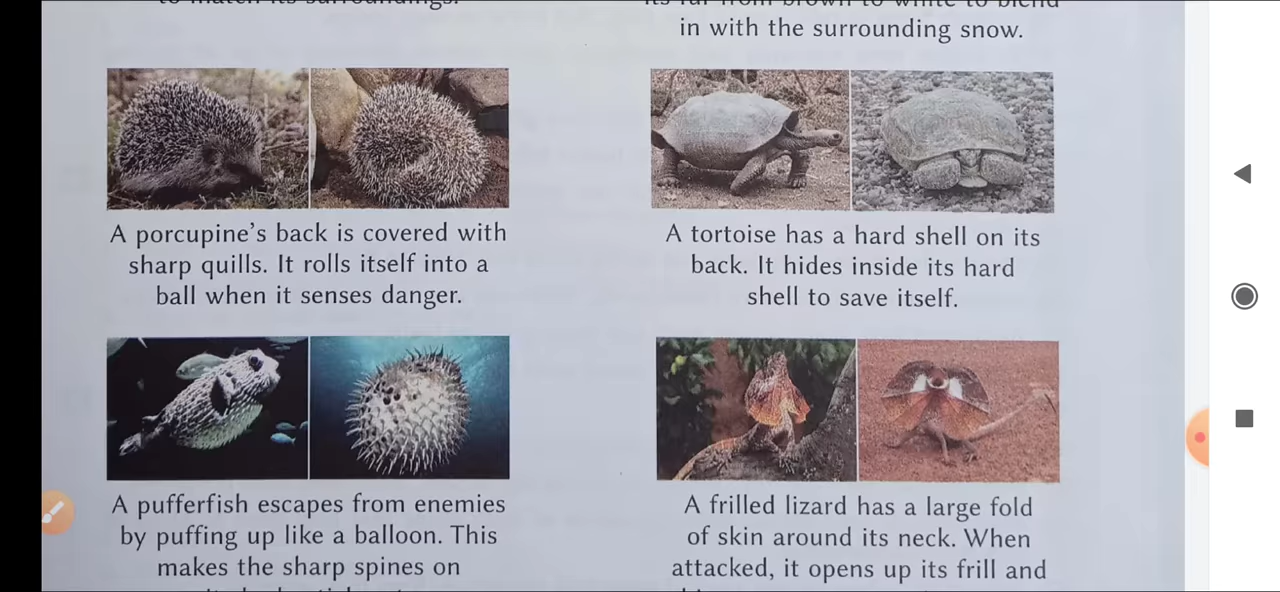 in with the surrounding snow.
A porcupine's back is covered with
sharp quills. It rolls itself into a
ball when it senses danger.
A tortoise has a hard shell on its
back. It hides inside its hard
shell to save itself.
A pufferfish escapes from enemies
by puffing up like a balloon. This
makes the sharp spines on
A frilled lizard has a large fold
of skin around its neck. When
attacked, it opens up its frill and